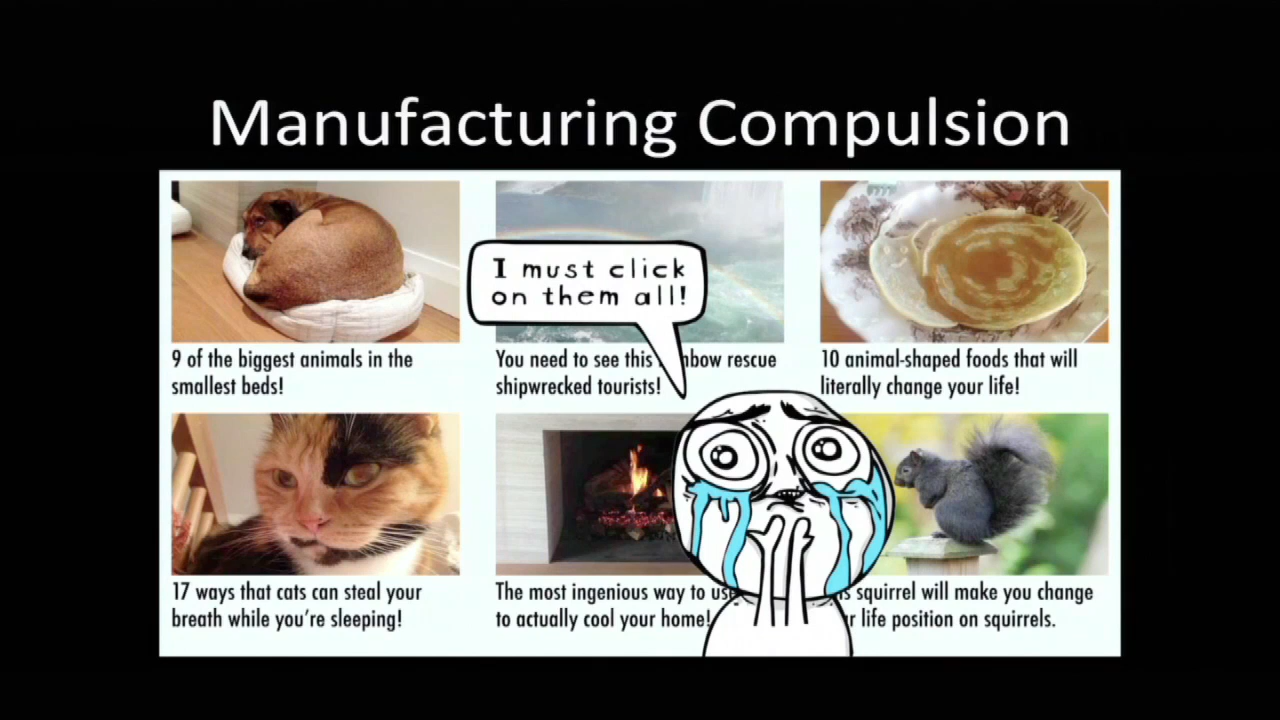 Manufacturing Compulsion
I must click
on them all!
9 of the biggest animals in the
smallest beds!
You need to see this nbow rescue
shipwrecked tourists!
10 animal-shaped foods that will
literally change your life!
17 ways that cats can steal your
breath while you're sleeping!
The most ingenious way to use
to actually cool your home!
s squirrel will make you change
r life position on squirrels.